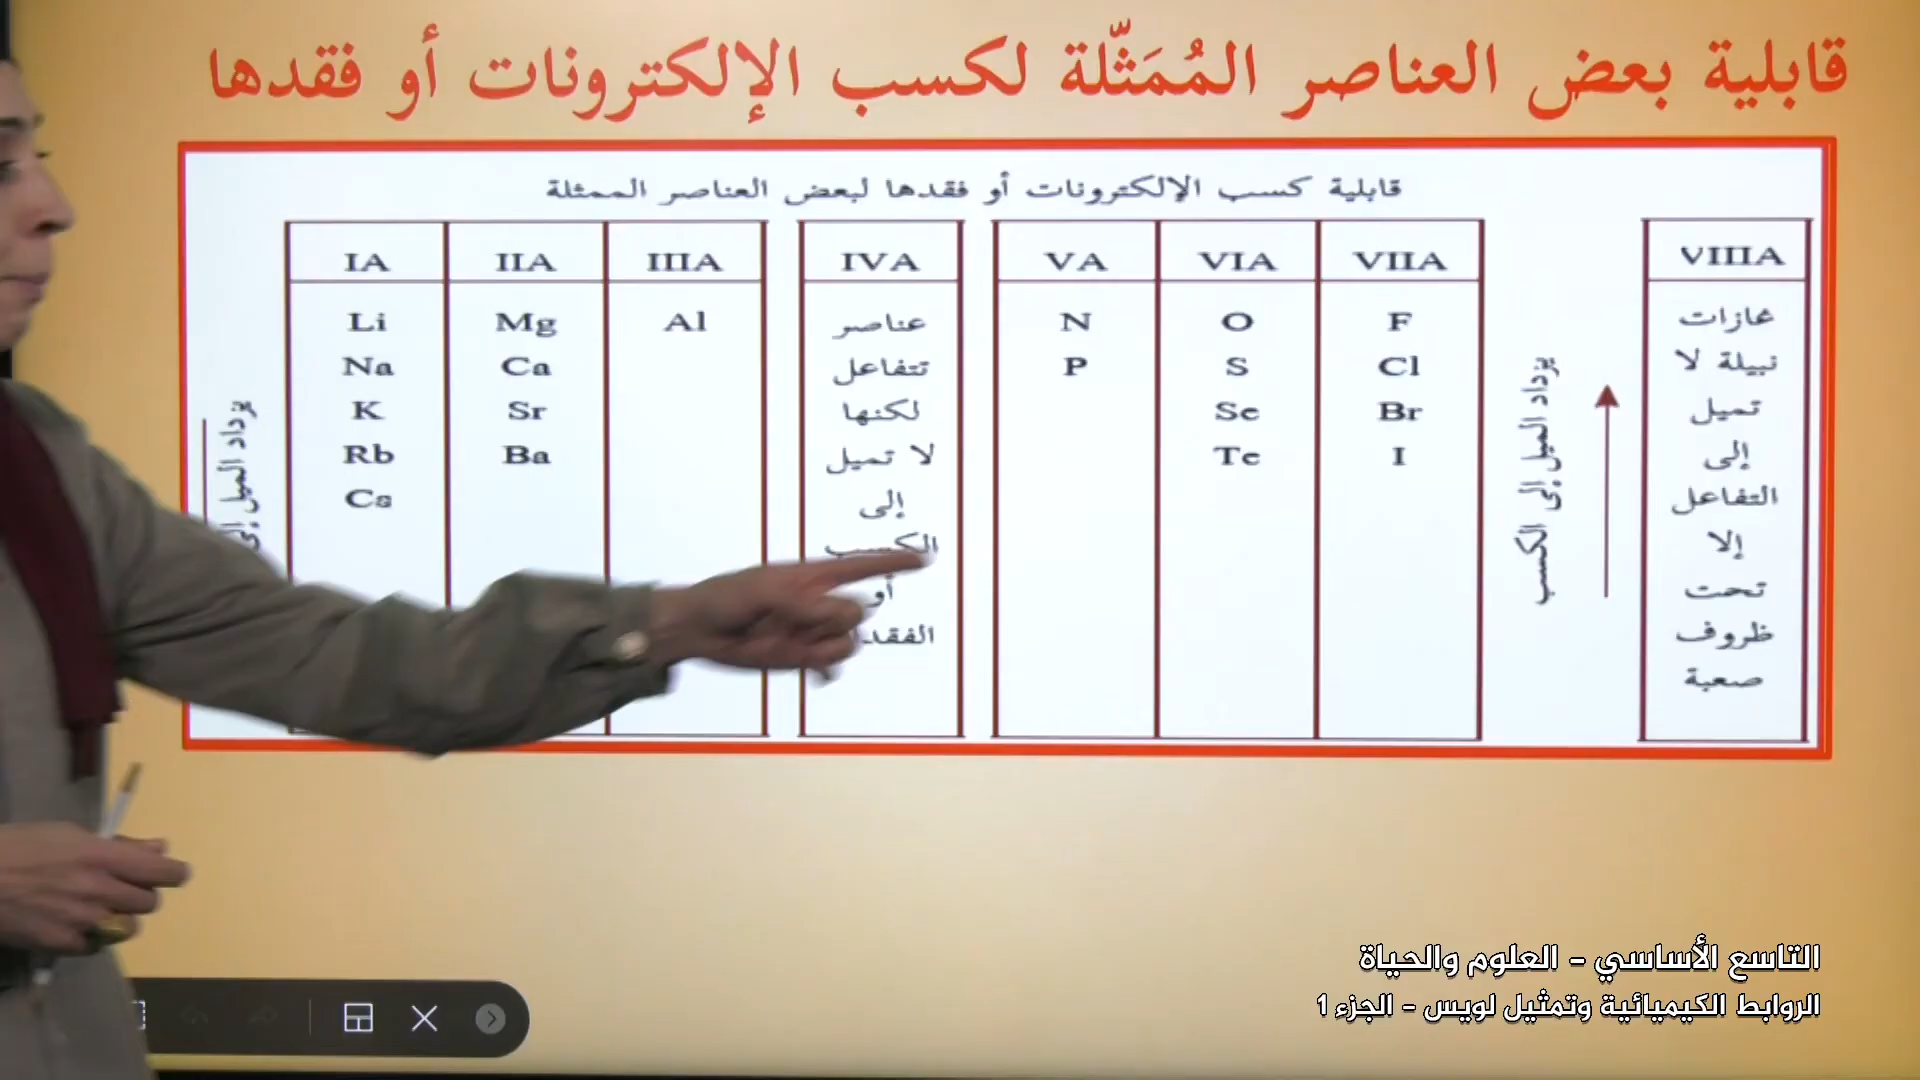 قابلية بعض العناصر المُمَثّلة لكسب الإلكترونات أو فقدها
قابلية كسب الإلكترونات أو فقدها لبعض العناصر الممثلة
IA IIA IIIA IVA VA VIA VIIA VIIIA
Li Mg Al عناصر N O F غازات
Na Ca تتفاعل P S Cl نبيلة لا
K Sr لكنها Se Br تميل
Rb Ba لا تميل Te I إلى
Cs إلى التفاعل
الكسب إلا
أو تحت
الفقد ظروف
صعبة
يزداد الميل إلى
يزداد الميل إلى الكسب
التاسع الأساسي - العلوم والحياة
الروابط الكيميائية وتمثيل لويس - الجزء 1